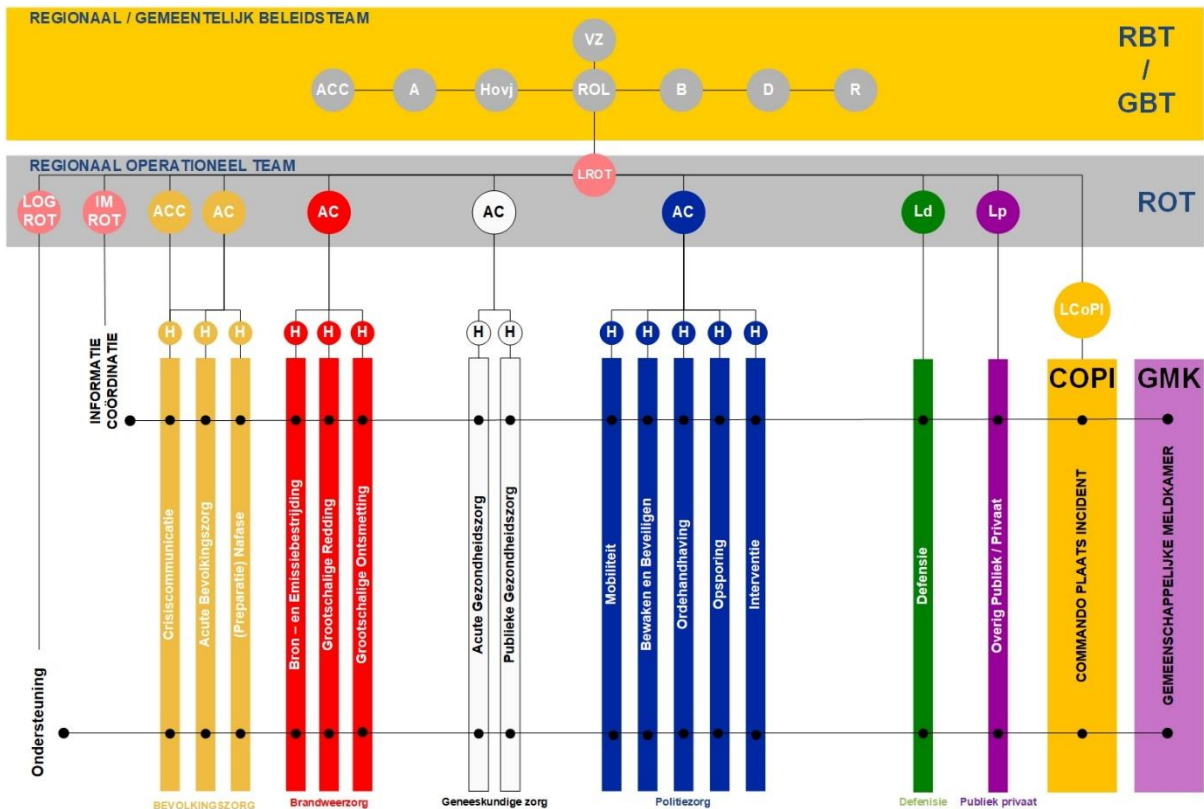 REGIONAAL / GEMEENTELIJK BELEIDSTEAM
VZ
ACC
A
Hovj
ROL
B
D
R
RBT
/
GBT
REGIONAAL OPERATIONEEL TEAM
LROT
LOG
ROT
IM
ROT
ACC
AC
AC
AC
AC
Ld
Lp
ROT
LCoPI
H
H
H
H
H
H
H
H
H
H
H
H
H
INFORMATIE
COÖRDINATIE
COPI
GMK
Crisiscommunicatie
Acute Bevolkingszorg
(Preparatie) Nafase
Bron – en Emissiebestrijding
Grootschalige Redding
Grootschalige Ontsmetting
Acute Gezondheidszorg
Publieke Gezondheidszorg
Mobiliteit
Bewaken en Beveiligen
Ordehandhaving
Opsporing
Interventie
Defensie
Overig Publiek / Privaat
COMMANDO PLAATS INCIDENT
GEMEENSCHAPPELIJKE MELDKAMER
Ondersteuning
BEVOLKINGSZORG
Brandweerzorg
Geneeskundige zorg
Politiezorg
Defenisie
Publiek privaat